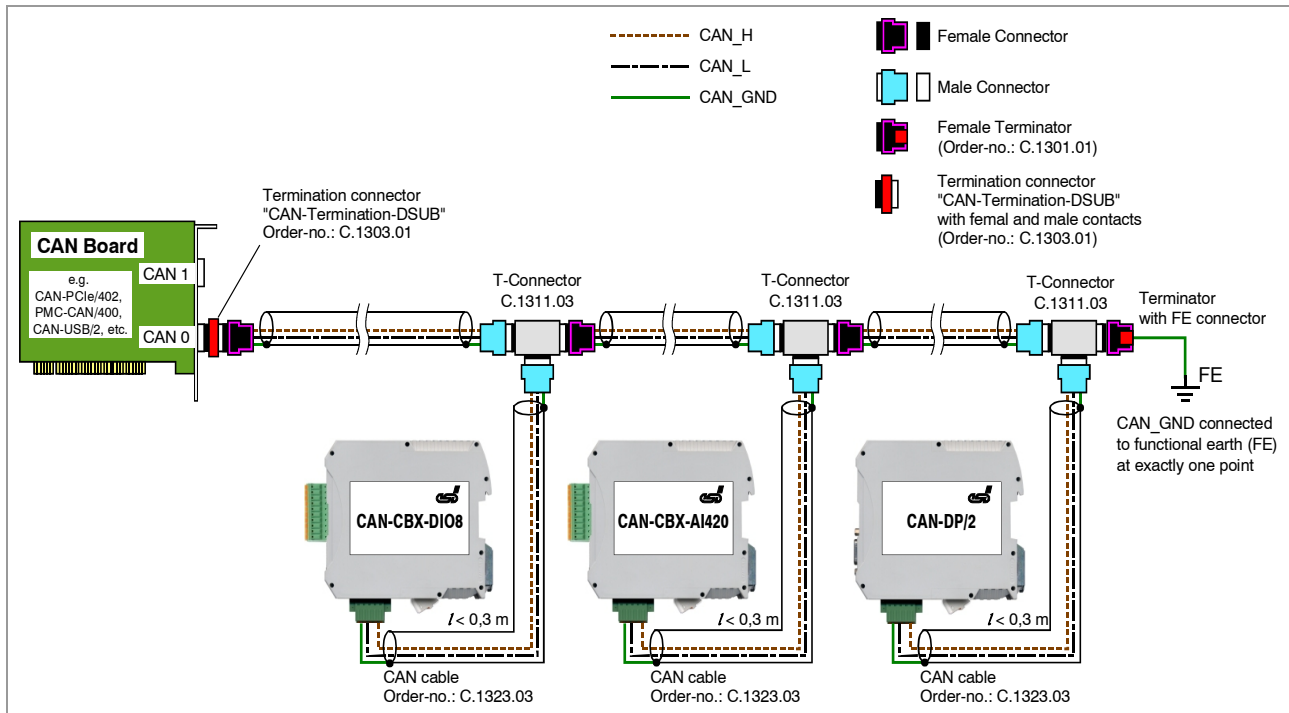 CAN_H
CAN_L
CAN_GND
Female Connector
Male Connector
Female Terminator
(Order-no.: C.1301.01)
Termination connector
"CAN-Termination-DSUB"
with femal and male contacts
(Order-no.: C.1303.01)
Termination connector
"CAN-Termination-DSUB"
Order-no.: C.1303.01
CAN Board
e.g.
CAN-PCIe/402,
PMC-CAN/400,
CAN-USB/2, etc.
CAN 1
CAN 0
T-Connector
C.1311.03
T-Connector
C.1311.03
T-Connector
C.1311.03
Terminator
with FE connector
FE
CAN_GND connected
to functional earth (FE)
at exactly one point
esd
CAN-CBX-DIO8
esd
CAN-CBX-AI420
esd
CAN-DP/2
l < 0,3 m
l < 0,3 m
l < 0,3 m
CAN cable
Order-no.: C.1323.03
CAN cable
Order-no.: C.1323.03
CAN cable
Order-no.: C.1323.03